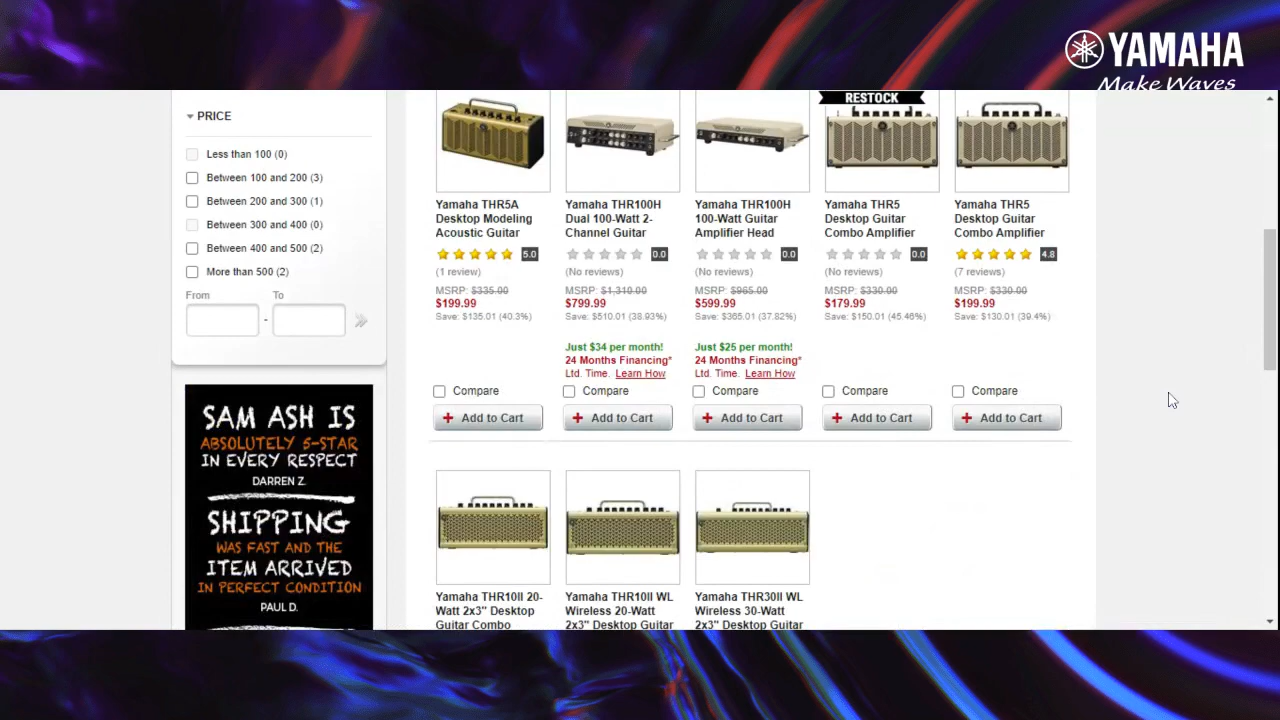 YAMAHA
Make Waves
PRICE
Less than 100 (0)
Between 100 and 200 (3)
Between 200 and 300 (1)
Between 300 and 400 (0)
Between 400 and 500 (2)
More than 500 (2)
From
To
-
SAM ASH IS
ABSOLUTELY 5-STAR
IN EVERY RESPECT
DARREN Z.
SHIPPING
WAS FAST AND THE
ITEM ARRIVED
IN PERFECT CONDITION
PAUL D.
Yamaha THR5A
Desktop Modeling
Acoustic Guitar
5.0
(1 review)
MSRP: $335.00
$199.99
Save: $135.01 (40.3%)
Compare
Add to Cart
Yamaha THR100H
Dual 100-Watt 2-
Channel Guitar
0.0
(No reviews)
MSRP: $1,310.00
$799.99
Save: $510.01 (38.93%)
Just $34 per month!
24 Months Financing*
Ltd. Time. Learn How
Compare
Add to Cart
Yamaha THR100H
100-Watt Guitar
Amplifier Head
0.0
(No reviews)
MSRP: $965.00
$599.99
Save: $365.01 (37.82%)
Just $25 per month!
24 Months Financing*
Ltd. Time. Learn How
Compare
Add to Cart
RESTOCK
Yamaha THR5
Desktop Guitar
Combo Amplifier
0.0
(No reviews)
MSRP: $330.00
$179.99
Save: $150.01 (45.46%)
Compare
Add to Cart
Yamaha THR5
Desktop Guitar
Combo Amplifier
4.8
(7 reviews)
MSRP: $330.00
$199.99
Save: $130.01 (39.4%)
Compare
Add to Cart
Yamaha THR10II 20-
Watt 2x3" Desktop
Guitar Combo
Yamaha THR10II WL
Wireless 20-Watt
2x3" Desktop Guitar
Yamaha THR30II WL
Wireless 30-Watt
2x3" Desktop Guitar